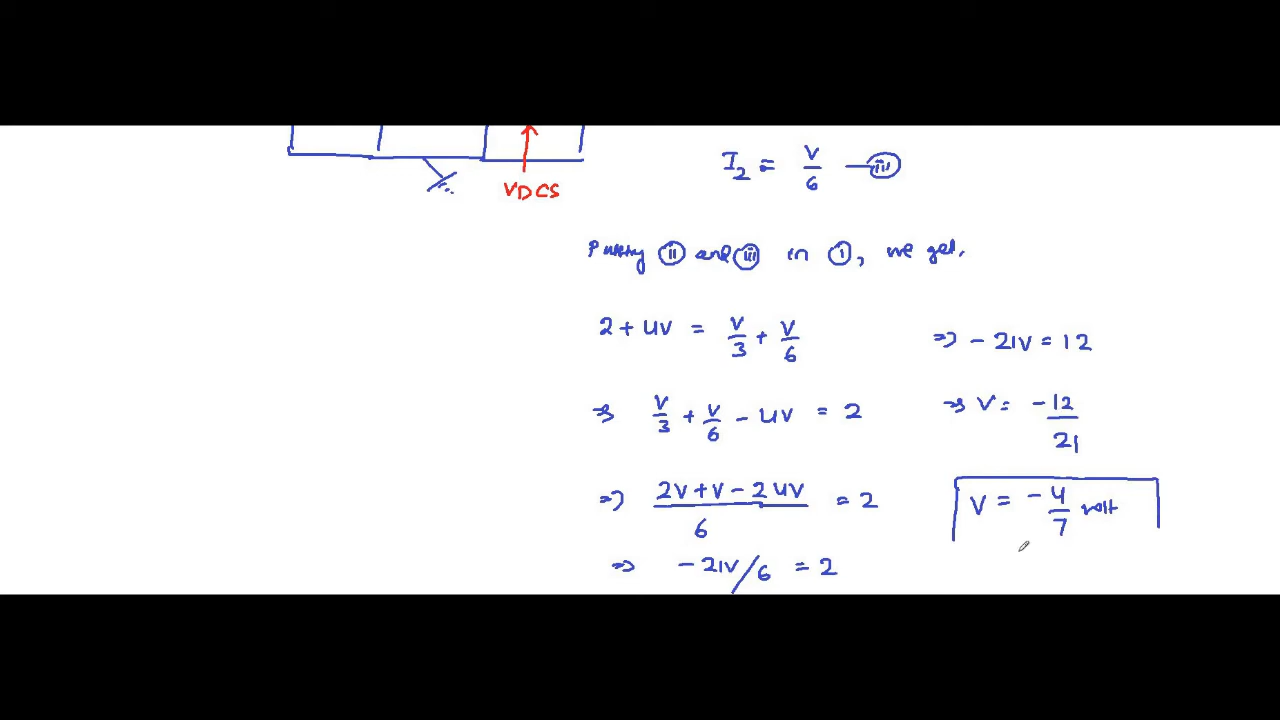 VDCS
I₂ = V/6 — (iii)
Putting (ii) and (iii) in (i), we get,
2 + 4V = V/3 + V/6
⇒ V/3 + V/6 - 4V = 2
⇒ (2V + V - 24V)/6 = 2
⇒ -21V/6 = 2
⇒ -21V = 12
⇒ V = -12/21
V = -4/7 volt